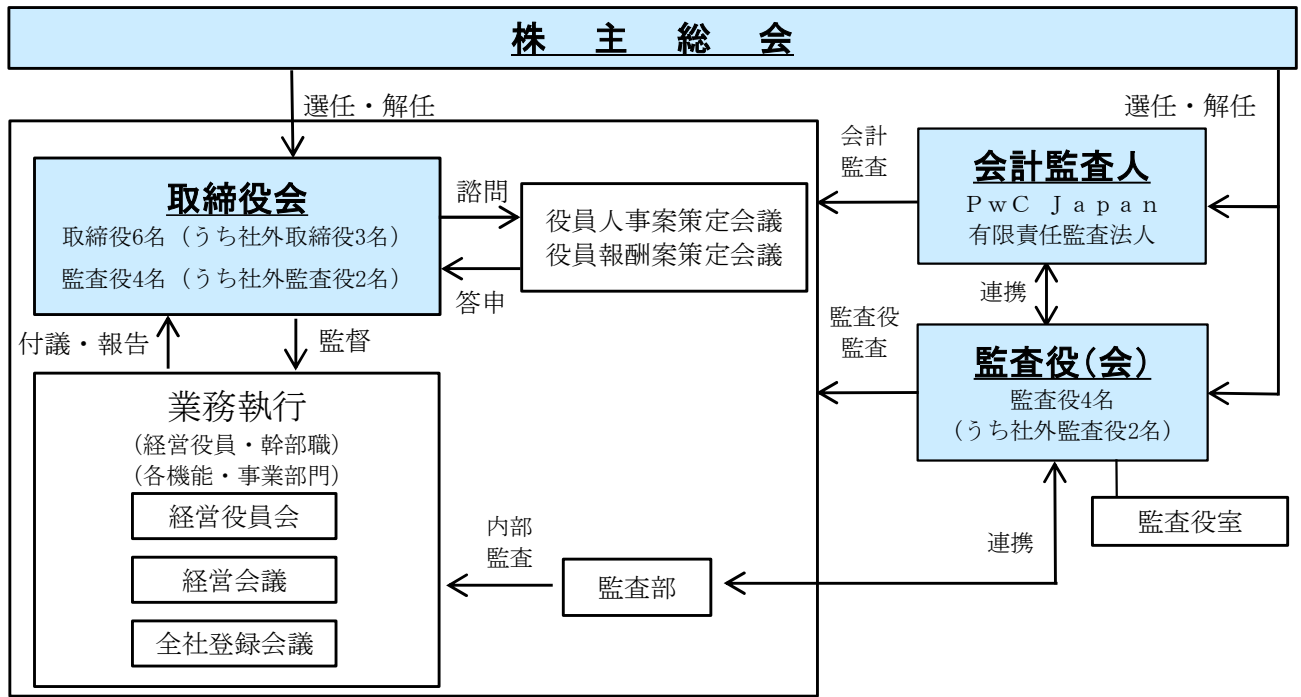 株 主 総 会
選任・解任
選任・解任
取締役会
取締役6名（うち社外取締役3名）
監査役4名（うち社外監査役2名）
諮問
答申
役員人事案策定会議
役員報酬案策定会議
会計
監査
会計監査人
ＰｗＣ Ｊａｐａｎ
有限責任監査法人
連携
監査役
監査
監査役(会)
監査役4名
（うち社外監査役2名）
監査役室
付議・報告
監督
業務執行
(経営役員・幹部職)
(各機能・事業部門)
経営役員会
経営会議
全社登録会議
内部
監査
監査部
連携